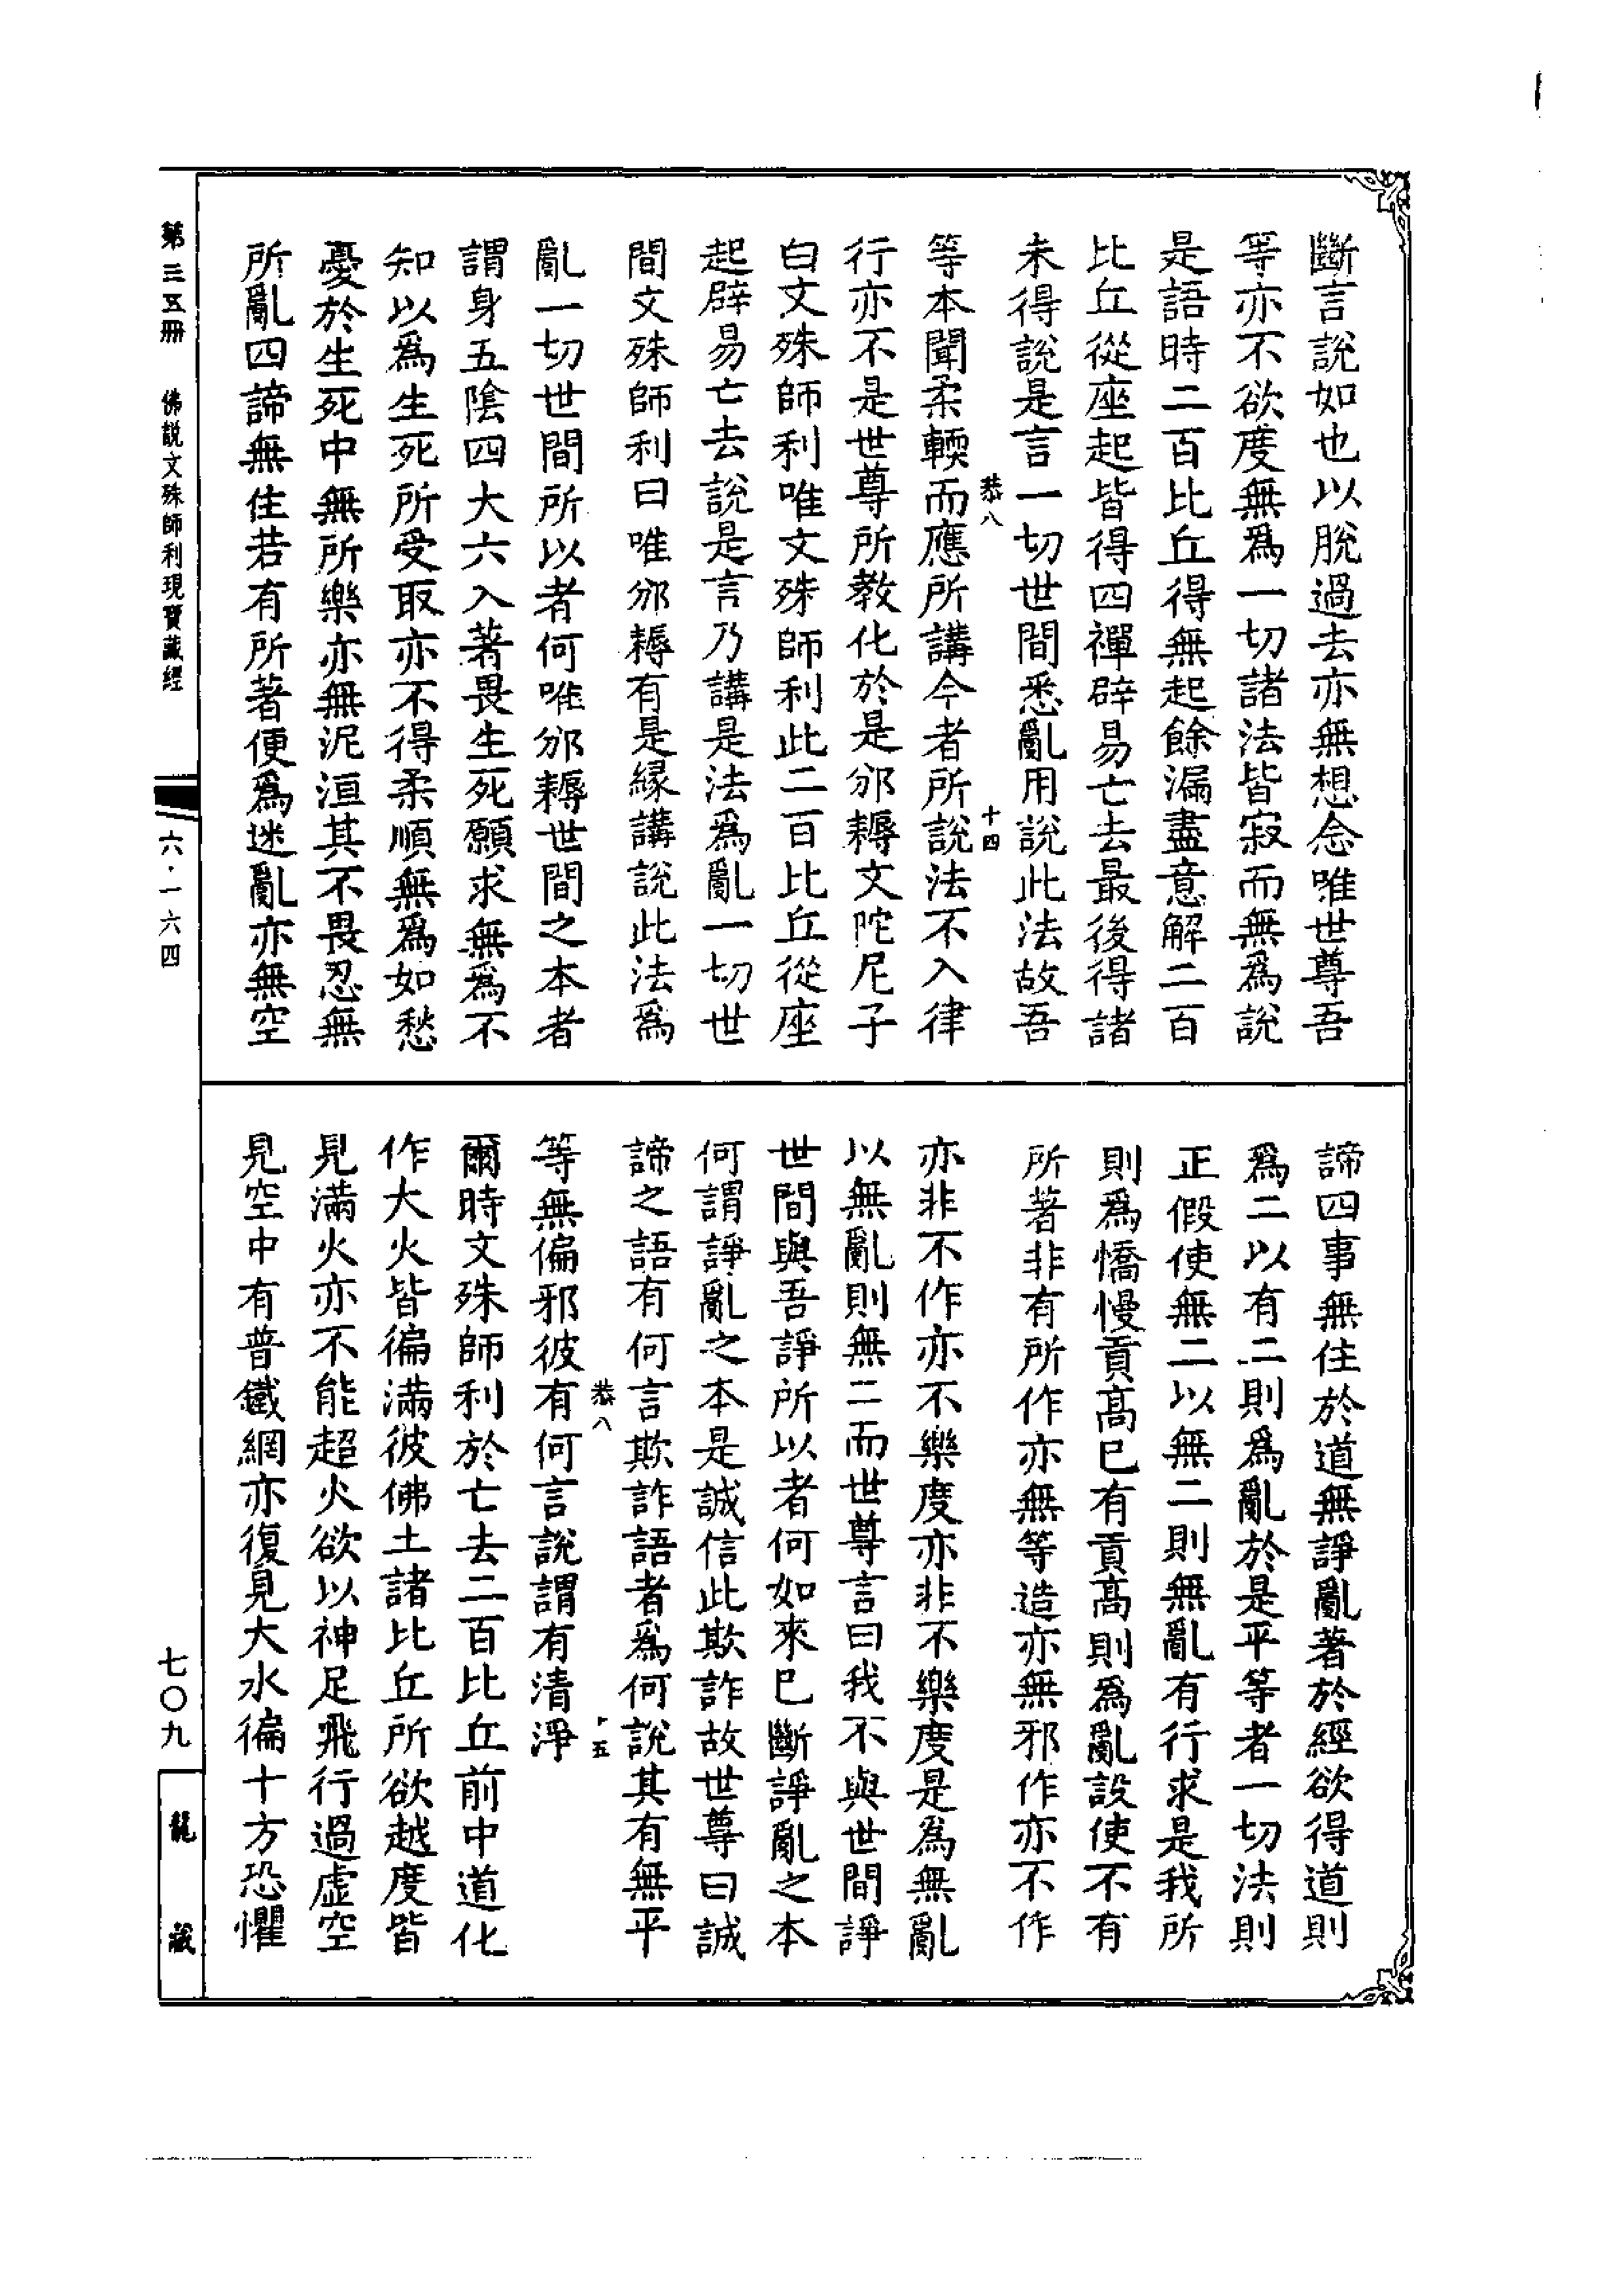 斷言說如也以脫過去亦無想念唯世尊吾
等亦不欲度無為一切諸法皆寂而無為說
是語時二百比丘得無起餘漏盡意解二百
比丘從座起皆得四禪辟易亡去最後得諸
未得說是言一切世間悉亂用說此法故吾
恭八　十四
等本聞柔輭而應所講今者所說法不入律
行亦不是世尊所教化於是邠耨文陀尼子
白文殊師利唯文殊師利此二百比丘從座
起辟易亡去說是言乃講是法為亂一切世
間文殊師利曰唯邠耨有是緣講說此法為
亂一切世間所以者何唯邠耨世間之本者
謂身五陰四大六入著畏生死願求無為不
知以為生死所受取亦不得柔順無為如愁
憂於生死中無所樂亦無泥洹其不畏忍無
所亂四諦無住若有所著便為迷亂亦無空
諦四事無住於道無諍亂著於經欲得道則
為二以有二則為亂於是平等者一切法則
正假使無二以無二則無亂有行求是我所
則為憍慢貢高已有貢高則為亂設使不有
所著非有所作亦無等造亦無邪作亦不作
亦非不作亦不樂度亦非不樂度是為無亂
以無亂則無二而世尊言曰我不與世間諍
世間與吾諍所以者何如來已斷諍亂之本
何謂諍亂之本是誠信此欺詐故世尊曰誠
諦之語有何言欺詐語者為何說其有無平
恭八　十五
等無偏邪彼有何言說謂有清淨
爾時文殊師利於亡去二百比丘前中道化
作大火皆徧滿彼佛土諸比丘所欲越度皆
見滿火亦不能超火欲以神足飛行過虛空
見空中有普鐵網亦復見大水徧十方恐懼
第三五冊　佛說文殊師利現寶藏經
六·一六四
七〇九
龍藏